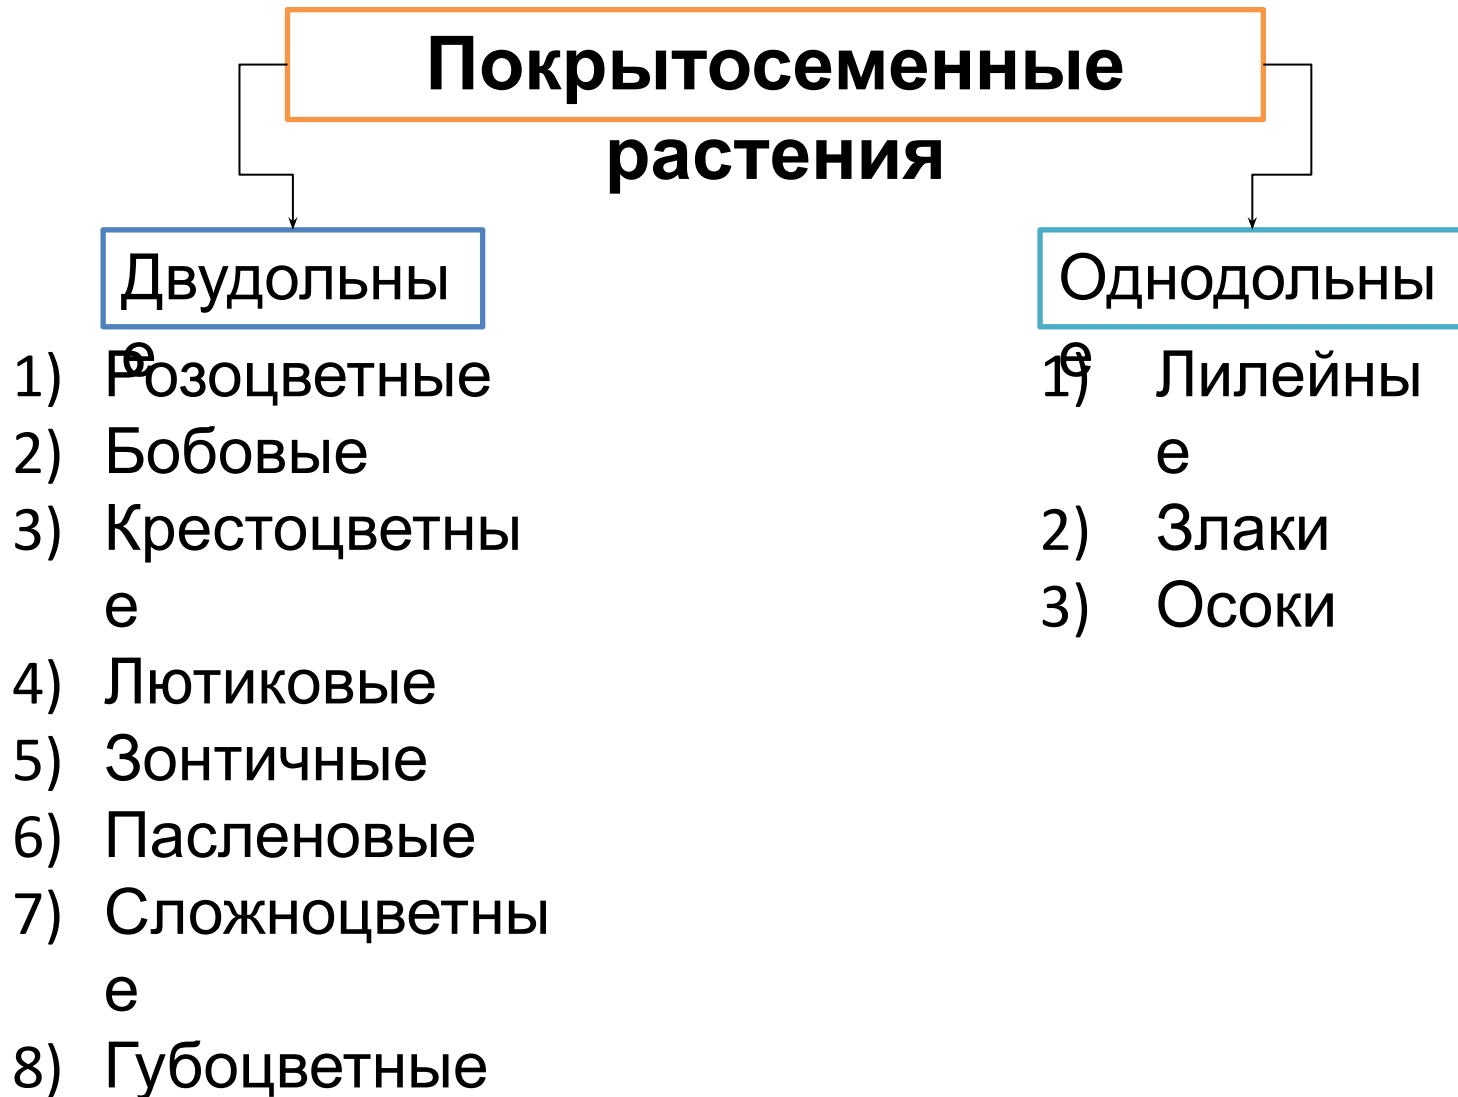 Покрытосеменные
растения
Двудольны
е
1) Розоцветные
2) Бобовые
3) Крестоцветны
е
4) Лютиковые
5) Зонтичные
6) Пасленовые
7) Сложноцветны
е
8) Губоцветные
Однодольны
е
1) Лилейны
е
2) Злаки
3) Осоки